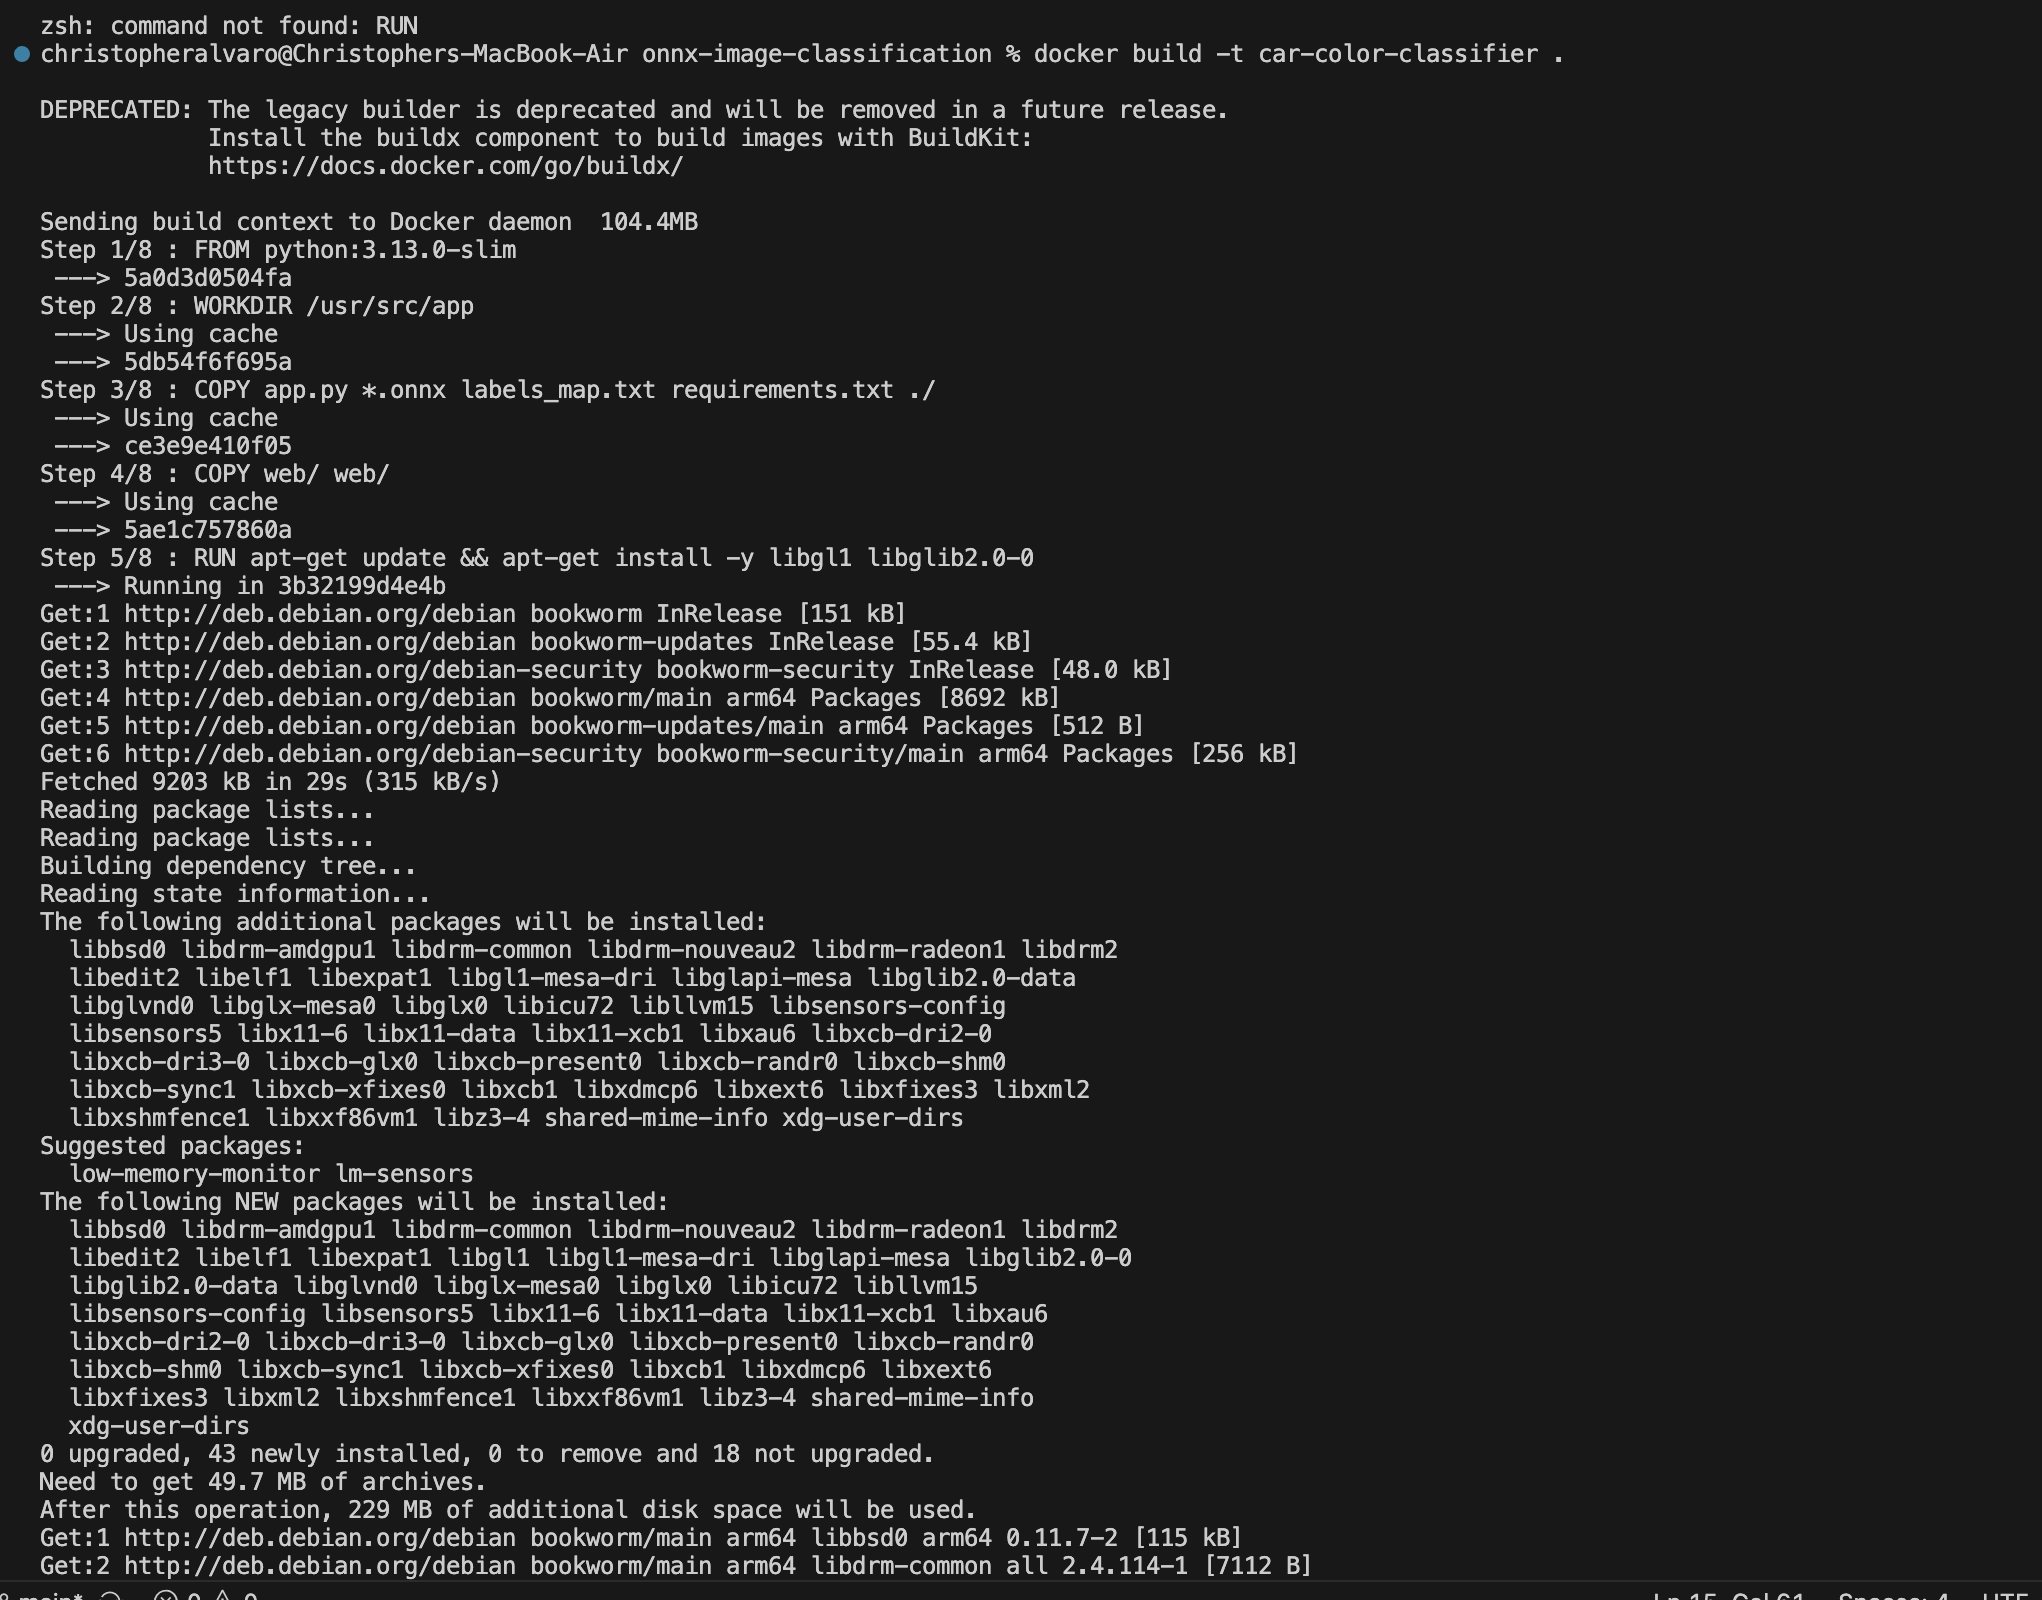 zsh: command not found: RUN
christopheralvaro@Christophers-MacBook-Air onnx-image-classification % docker build -t car-color-classifier .
DEPRECATED: The legacy builder is deprecated and will be removed in a future release.
Install the buildx component to build images with BuildKit:
https://docs.docker.com/go/buildx/
Sending build context to Docker daemon  104.4MB
Step 1/8 : FROM python:3.13.0-slim
---> 5a0d3d0504fa
Step 2/8 : WORKDIR /usr/src/app
---> Using cache
---> 5db54f6f695a
Step 3/8 : COPY app.py *.onnx labels_map.txt requirements.txt ./
---> Using cache
---> ce3e9e410f05
Step 4/8 : COPY web/ web/
---> Using cache
---> 5ae1c757860a
Step 5/8 : RUN apt-get update && apt-get install -y libgl1 libglib2.0-0
---> Running in 3b32199d4e4b
Get:1 http://deb.debian.org/debian bookworm InRelease [151 kB]
Get:2 http://deb.debian.org/debian bookworm-updates InRelease [55.4 kB]
Get:3 http://deb.debian.org/debian-security bookworm-security InRelease [48.0 kB]
Get:4 http://deb.debian.org/debian bookworm/main arm64 Packages [8692 kB]
Get:5 http://deb.debian.org/debian bookworm-updates/main arm64 Packages [512 B]
Get:6 http://deb.debian.org/debian-security bookworm-security/main arm64 Packages [256 kB]
Fetched 9203 kB in 29s (315 kB/s)
Reading package lists...
Reading package lists...
Building dependency tree...
Reading state information...
The following additional packages will be installed:
libbsd0 libdrm-amdgpu1 libdrm-common libdrm-nouveau2 libdrm-radeon1 libdrm2
libedit2 libelf1 libexpat1 libgl1-mesa-dri libglapi-mesa libglib2.0-data
libglvnd0 libglx-mesa0 libglx0 libicu72 libllvm15 libsensors-config
libsensors5 libx11-6 libx11-data libx11-xcb1 libxau6 libxcb-dri2-0
libxcb-dri3-0 libxcb-glx0 libxcb-present0 libxcb-randr0 libxcb-shm0
libxcb-sync1 libxcb-xfixes0 libxcb1 libxdmcp6 libxext6 libxfixes3 libxml2
libxshmfence1 libxxf86vm1 libz3-4 shared-mime-info xdg-user-dirs
Suggested packages:
low-memory-monitor lm-sensors
The following NEW packages will be installed:
libbsd0 libdrm-amdgpu1 libdrm-common libdrm-nouveau2 libdrm-radeon1 libdrm2
libedit2 libelf1 libexpat1 libgl1 libgl1-mesa-dri libglapi-mesa libglib2.0-0
libglib2.0-data libglvnd0 libglx-mesa0 libglx0 libicu72 libllvm15
libsensors-config libsensors5 libx11-6 libx11-data libx11-xcb1 libxau6
libxcb-dri2-0 libxcb-dri3-0 libxcb-glx0 libxcb-present0 libxcb-randr0
libxcb-shm0 libxcb-sync1 libxcb-xfixes0 libxcb1 libxdmcp6 libxext6
libxfixes3 libxml2 libxshmfence1 libxxf86vm1 libz3-4 shared-mime-info
xdg-user-dirs
0 upgraded, 43 newly installed, 0 to remove and 18 not upgraded.
Need to get 49.7 MB of archives.
After this operation, 229 MB of additional disk space will be used.
Get:1 http://deb.debian.org/debian bookworm/main arm64 libbsd0 arm64 0.11.7-2 [115 kB]
Get:2 http://deb.debian.org/debian bookworm/main arm64 libdrm-common all 2.4.114-1 [7112 B]